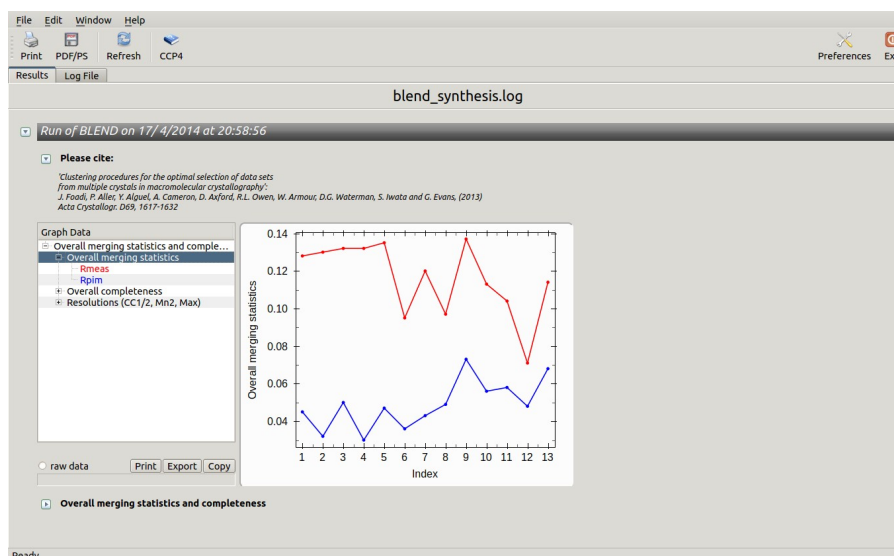 File Edit Window Help
Print PDF/PS Refresh CCP4 Preferences
Results Log File
blend_synthesis.log
Run of BLEND on 17/ 4/2014 at 20:58:56
Please cite:
'Clustering procedures for the optimal selection of data sets
from multiple crystals in macromolecular crystallography':
J. Foadi, P. Aller, Y. Alguel, A. Cameron, D. Axford, R.L. Owen, W. Armour, D.G. Waterman, S. Iwata and G. Evans, (2013)
Acta Crystallogr. D69, 1617-1632
Graph Data
Overall merging statistics and comple...
Overall merging statistics
Rmeas
Rpim
Overall completeness
Resolutions (CC1/2, Mn2, Max)
raw data Print Export Copy
0.14
0.12
0.10
0.08
0.06
0.04
Overall merging statistics
1 2 3 4 5 6 7 8 9 10 11 12 13
Index
Overall merging statistics and completeness
Ready